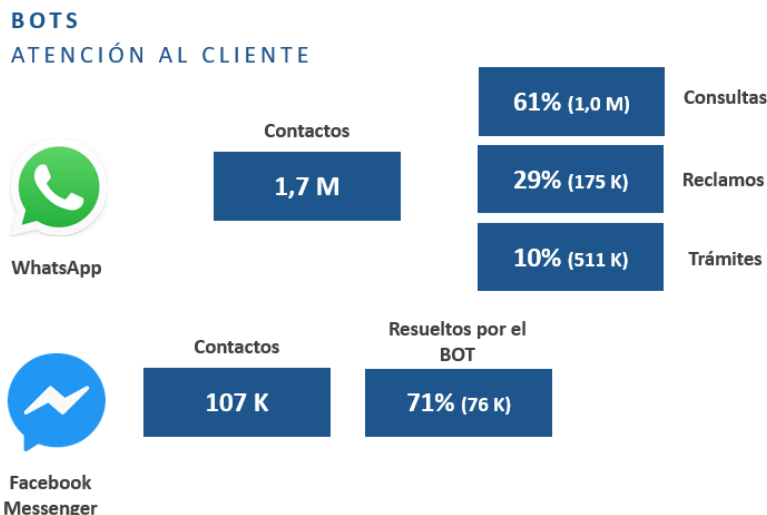 BOTS
ATENCIÓN AL CLIENTE
WhatsApp
Contactos
1,7 M
61% (1,0 M)
Consultas
29% (175 K)
Reclamos
10% (511 K)
Trámites
Facebook
Messenger
Contactos
107 K
Resueltos por el
BOT
71% (76 K)